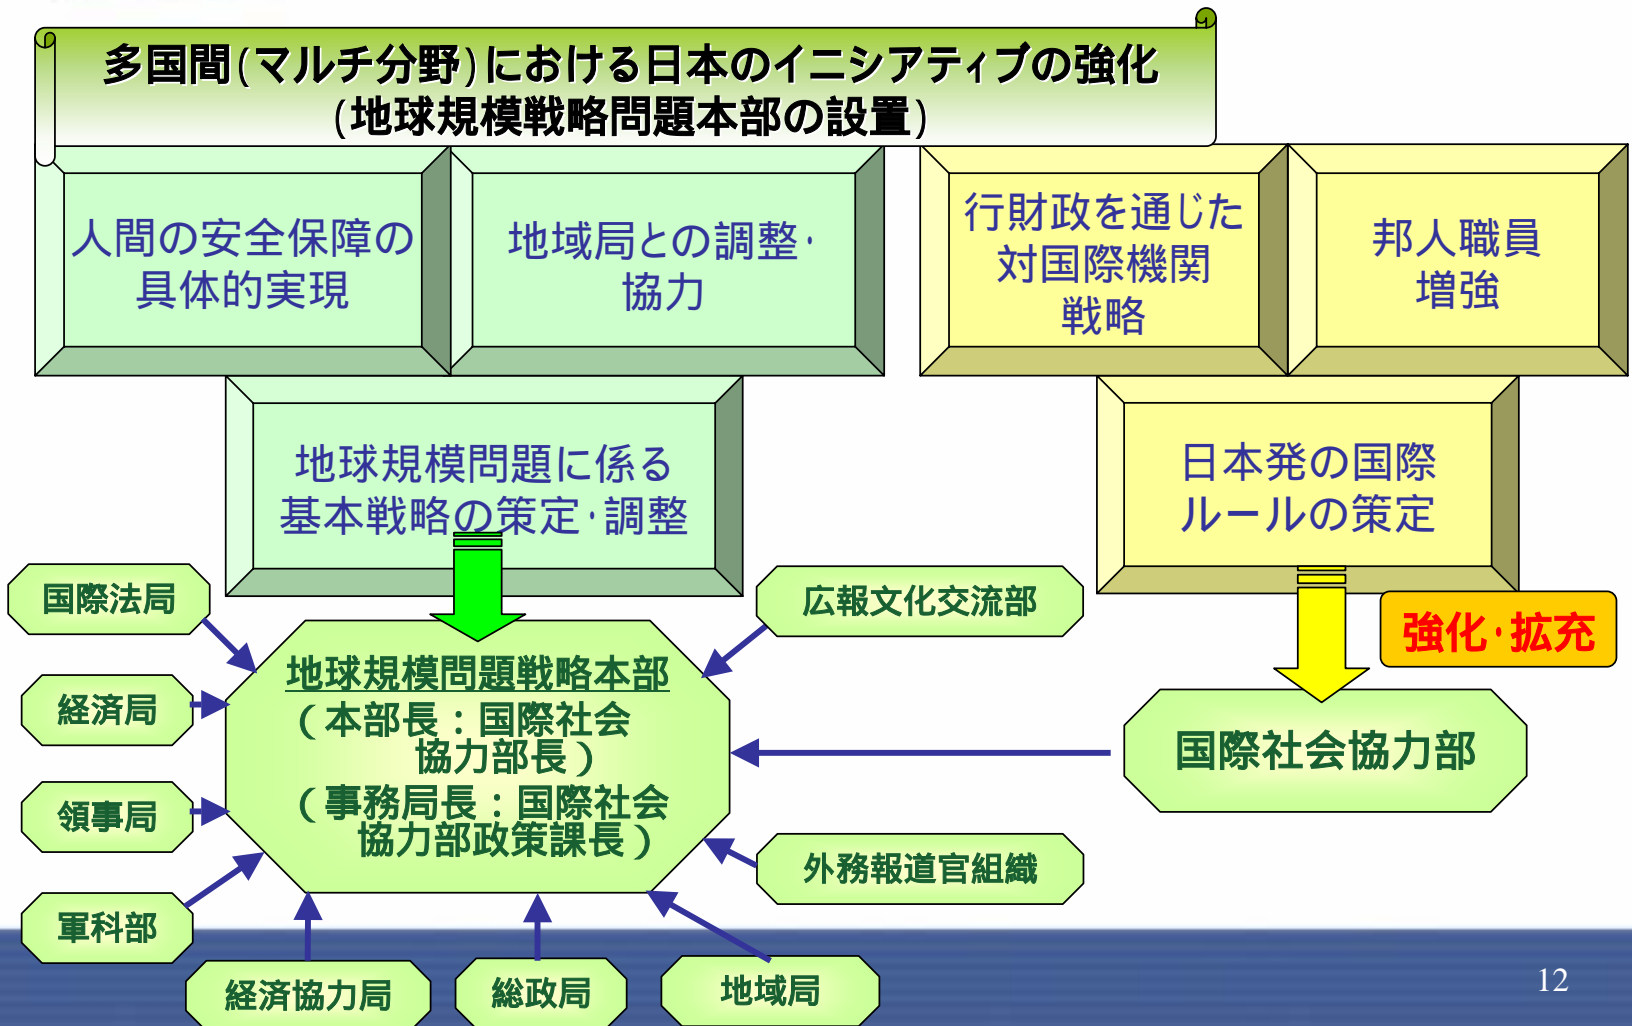 多国間(マルチ分野)における日本のイニシアティブの強化
(地球規模戦略問題本部の設置)
人間の安全保障の
具体的実現
地域局との調整・
協力
行財政を通じた
対国際機関
戦略
邦人職員
増強
地球規模問題に係る
基本戦略の策定・調整
日本発の国際
ルールの策定
強化・拡充
国際法局
経済局
領事局
軍科部
経済協力局
総政局
地域局
広報文化交流部
外務報道官組織
地球規模問題戦略本部
(本部長:国際社会
協力部長)
(事務局長:国際社会
協力部政策課長)
国際社会協力部
12